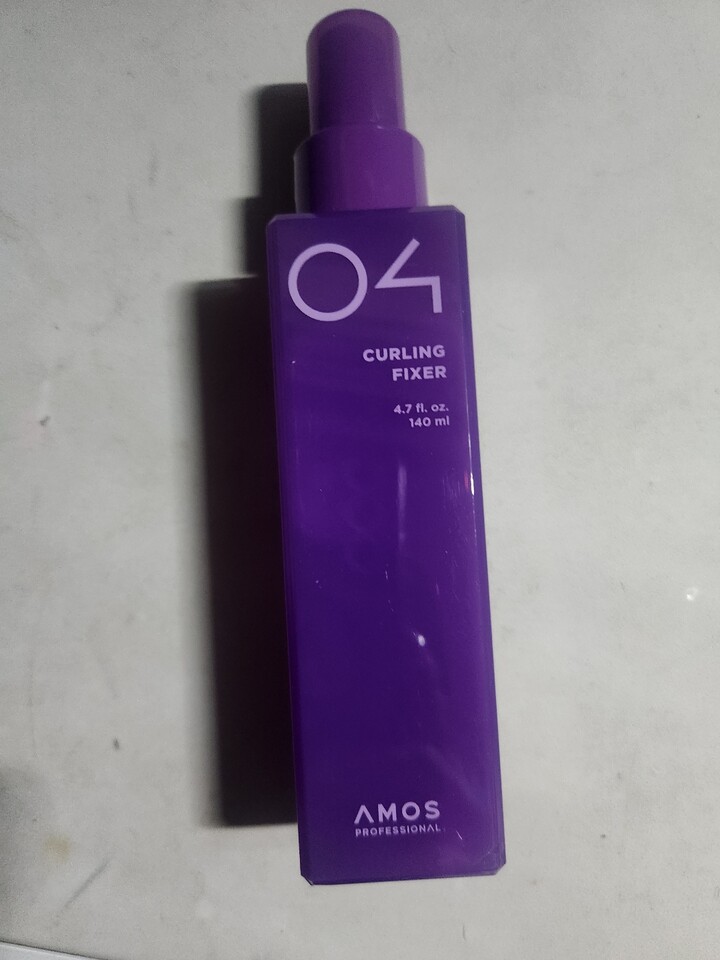 04
CURLING
FIXER
4.7 fl. oz.
140 ml
AMOS
PROFESSIONAL.